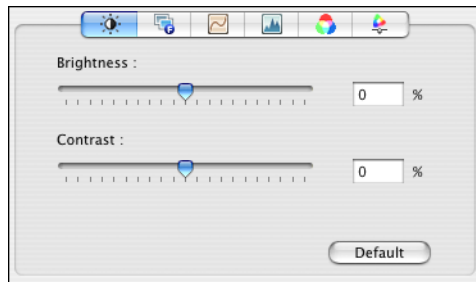 F
Brightness :
0 %
Contrast :
0 %
Default